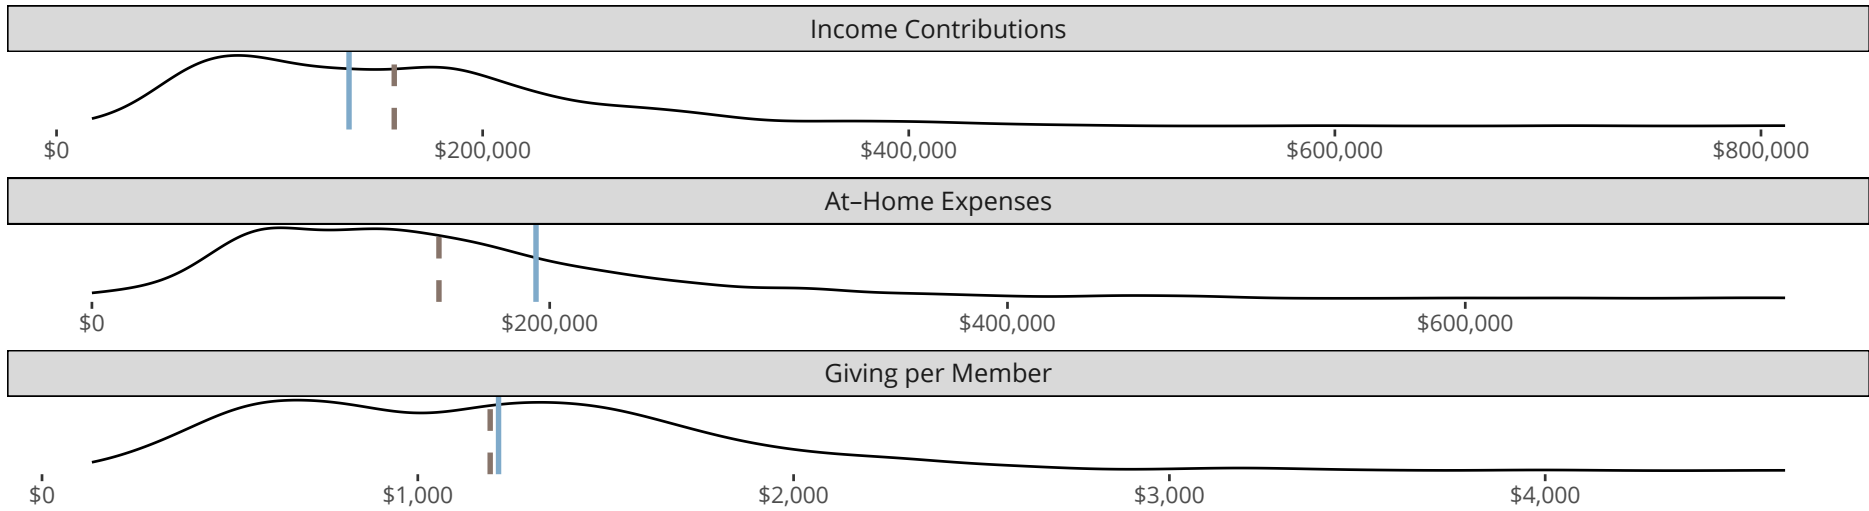 Income Contributions
$0 $200,000 $400,000 $600,000 $800,000
At–Home Expenses
$0 $200,000 $400,000 $600,000
Giving per Member
$0 $1,000 $2,000 $3,000 $4,000